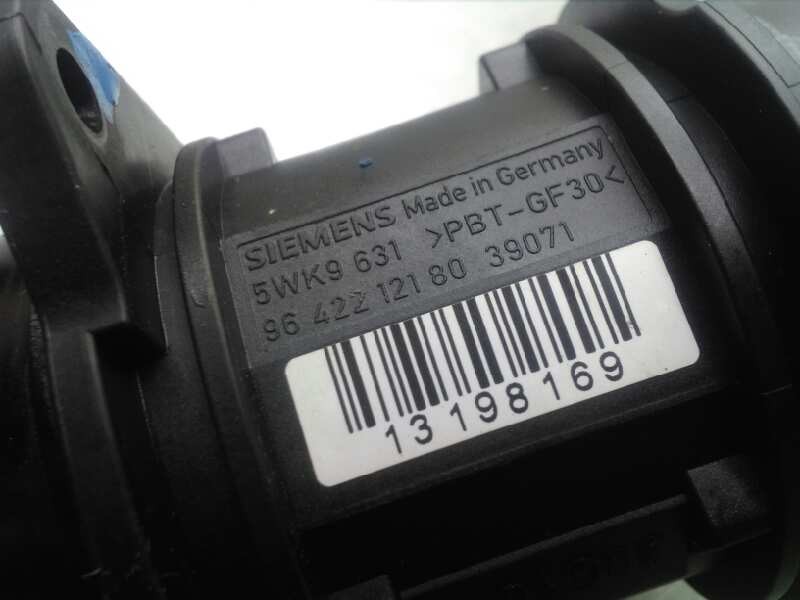 SIEMENS Made in Germany
5WK9 631 >PBT-GF30<
96 422 121 80 39071
13198169